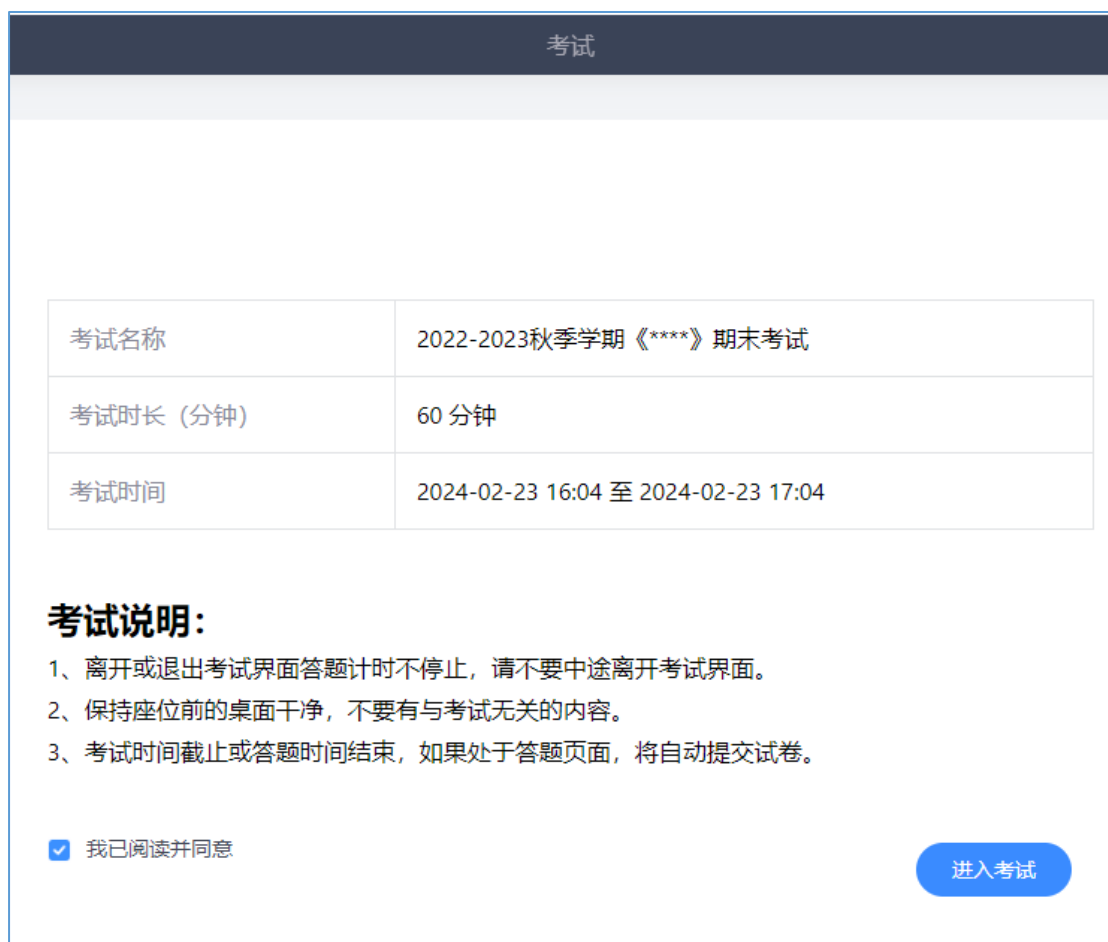 考试
考试名称 2022-2023秋季学期《****》期末考试
考试时长（分钟） 60 分钟
考试时间 2024-02-23 16:04 至 2024-02-23 17:04
考试说明：
1、离开或退出考试界面答题计时不停止，请不要中途离开考试界面。
2、保持座位前的桌面干净，不要有与考试无关的内容。
3、考试时间截止或答题时间结束，如果处于答题页面，将自动提交试卷。
我已阅读并同意
进入考试